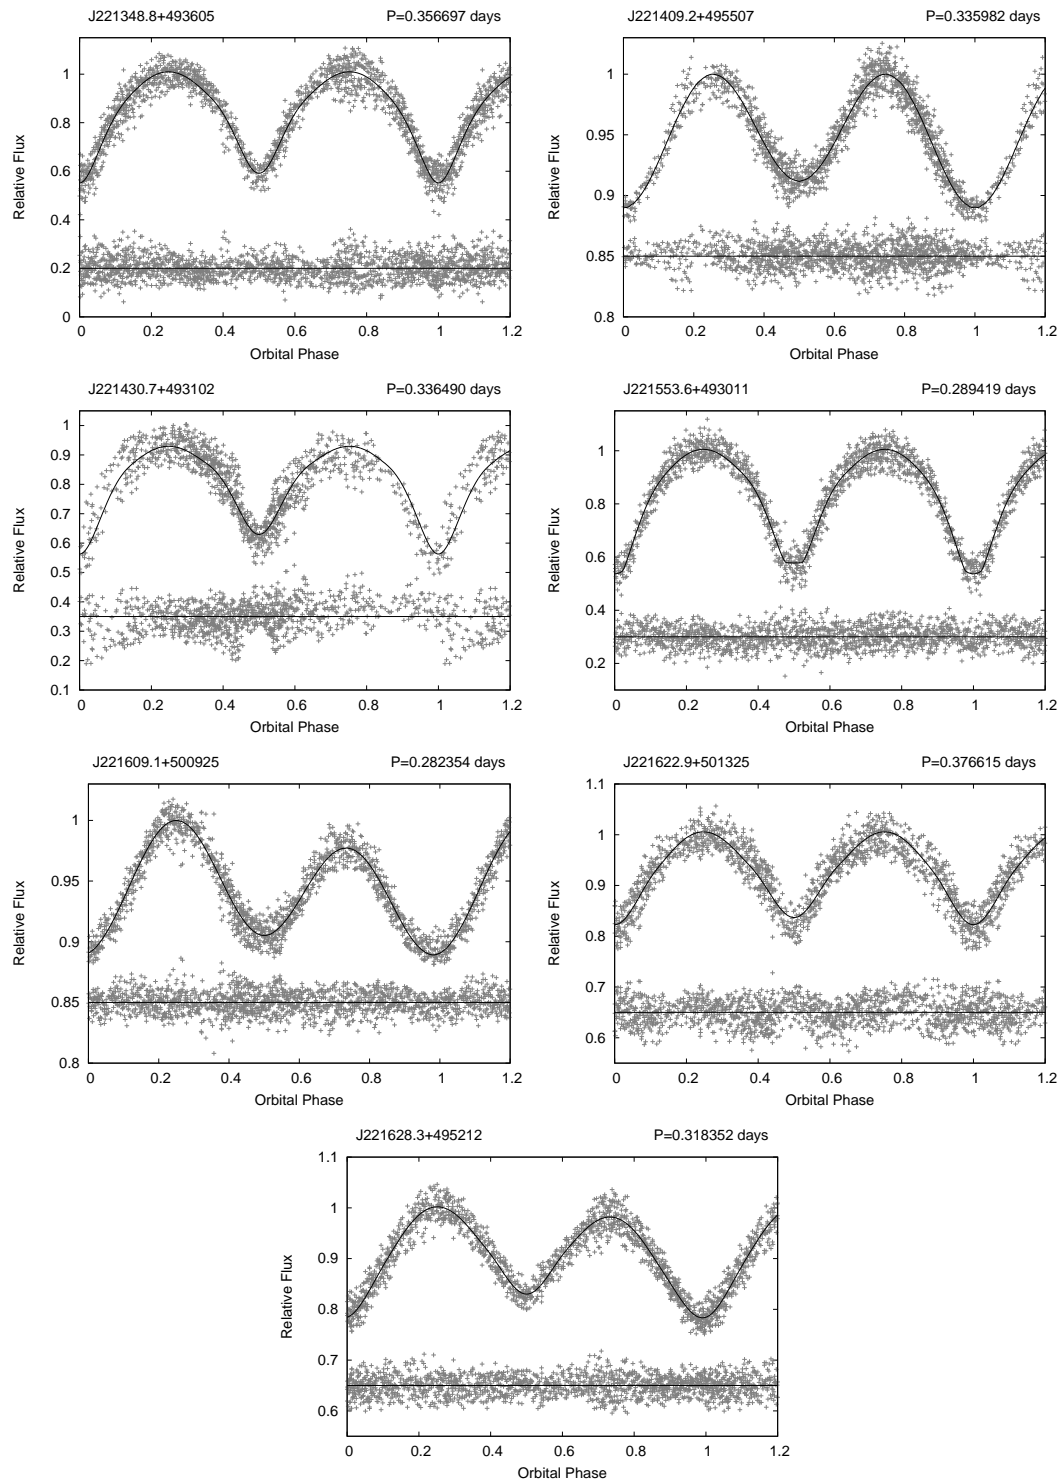 J221348.8+493605 P=0.356697 days
1
0.8
0.6
0.4
0.2
0
Relative Flux
0 0.2 0.4 0.6 0.8 1 1.2
Orbital Phase
J221409.2+495507 P=0.335982 days
1
0.95
0.9
0.85
0.8
Relative Flux
0 0.2 0.4 0.6 0.8 1 1.2
Orbital Phase
J221430.7+493102 P=0.336490 days
1
0.9
0.8
0.7
0.6
0.5
0.4
0.3
0.2
0.1
Relative Flux
0 0.2 0.4 0.6 0.8 1 1.2
Orbital Phase
J221553.6+493011 P=0.289419 days
1
0.8
0.6
0.4
0.2
Relative Flux
0 0.2 0.4 0.6 0.8 1 1.2
Orbital Phase
J221609.1+500925 P=0.282354 days
1
0.95
0.9
0.85
0.8
Relative Flux
0 0.2 0.4 0.6 0.8 1 1.2
Orbital Phase
J221622.9+501325 P=0.376615 days
1.1
1
0.9
0.8
0.7
0.6
Relative Flux
0 0.2 0.4 0.6 0.8 1 1.2
Orbital Phase
J221628.3+495212 P=0.318352 days
1.1
1
0.9
0.8
0.7
0.6
Relative Flux
0 0.2 0.4 0.6 0.8 1 1.2
Orbital Phase